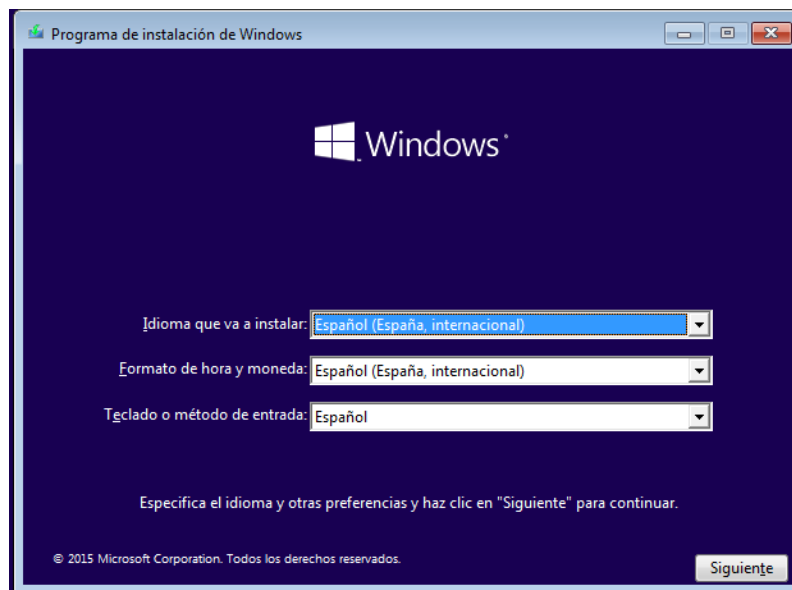 Programa de instalación de Windows
Windows
Idioma que va a instalar: Español (España, internacional)
Formato de hora y moneda: Español (España, internacional)
Teclado o método de entrada: Español
Especifica el idioma y otras preferencias y haz clic en "Siguiente" para continuar.
© 2015 Microsoft Corporation. Todos los derechos reservados.
Siguiente